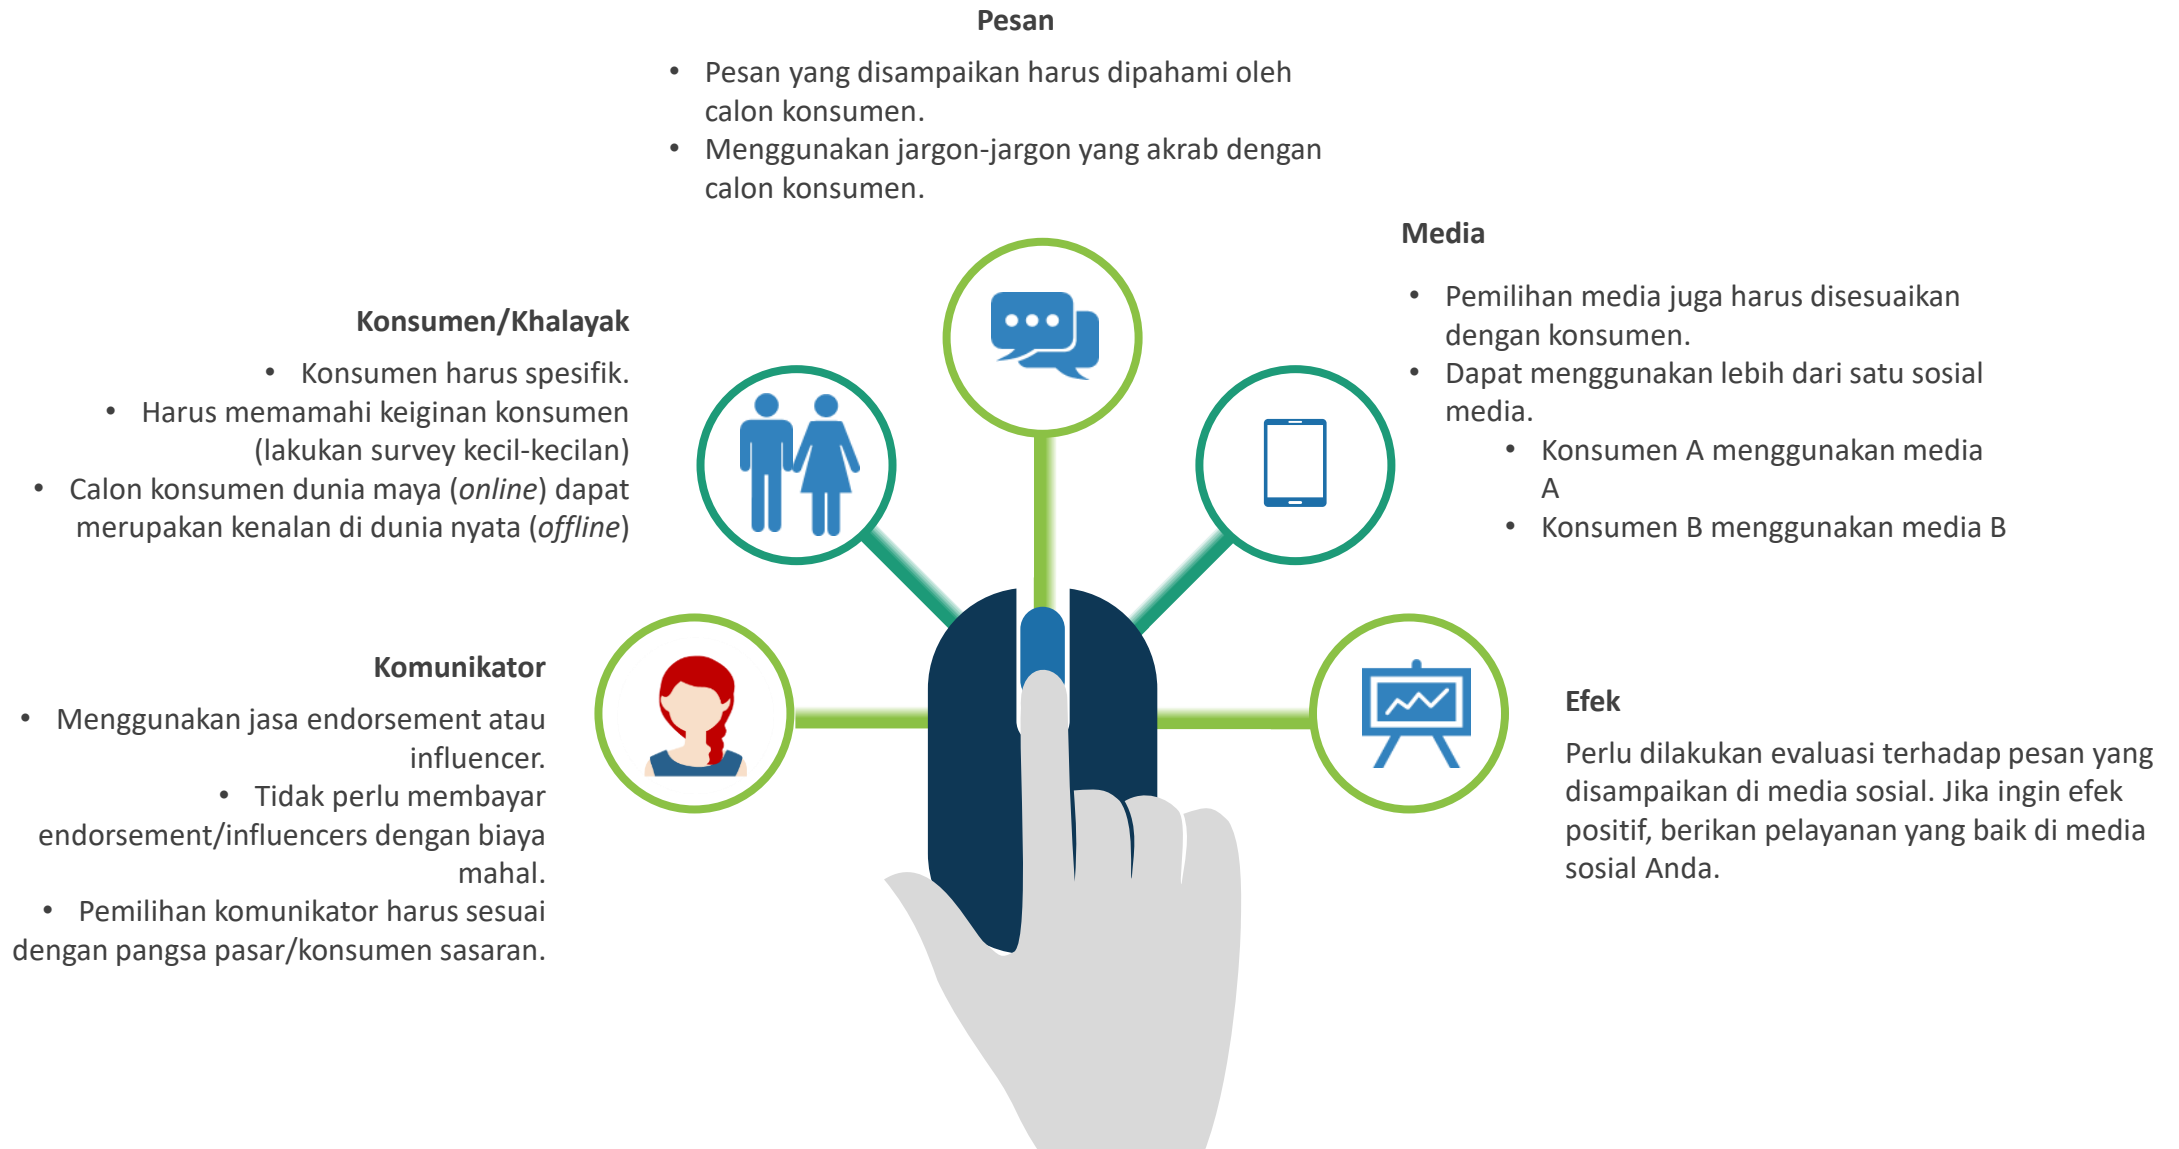 Pesan
• Pesan yang disampaikan harus dipahami oleh
calon konsumen.
• Menggunakan jargon-jargon yang akrab dengan
calon konsumen.
Media
• Pemilihan media juga harus disesuaikan
dengan konsumen.
• Dapat menggunakan lebih dari satu sosial
media.
• Konsumen A menggunakan media
A
• Konsumen B menggunakan media B
Konsumen/Khalayak
• Konsumen harus spesifik.
• Harus memamahi keiginan konsumen
(lakukan survey kecil-kecilan)
• Calon konsumen dunia maya (online) dapat
merupakan kenalan di dunia nyata (offline)
Komunikator
• Menggunakan jasa endorsement atau
influencer.
• Tidak perlu membayar
endorsement/influencers dengan biaya
mahal.
• Pemilihan komunikator harus sesuai
dengan pangsa pasar/konsumen sasaran.
Efek
Perlu dilakukan evaluasi terhadap pesan yang
disampaikan di media sosial. Jika ingin efek
positif, berikan pelayanan yang baik di media
sosial Anda.